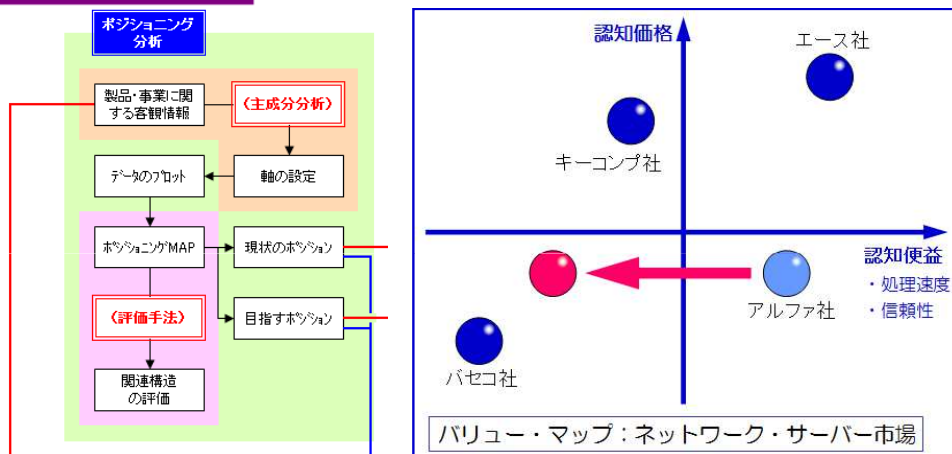 ポジショニング
分析
製品・事業に関
する客観情報
〈主成分分析〉
データのプロット
軸の設定
ポジショニングMAP
現状のポジション
〈評価手法〉
目指すポジション
関連構造
の評価
認知価格
エース社
キーコンプ社
認知便益
・処理速度
・信頼性
アルファ社
バセコ社
バリュー・マップ：ネットワーク・サーバー市場